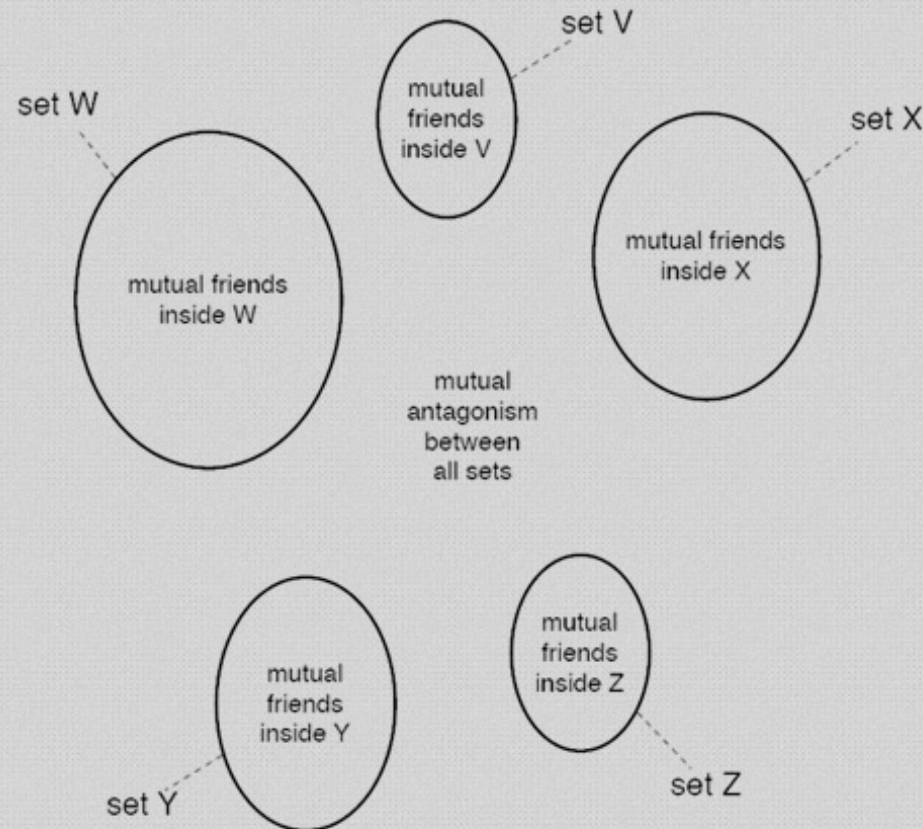 set V
mutual
friends
inside V
set W
set X
mutual friends
inside X
mutual friends
inside W
mutual
antagonism
between
all sets
mutual
friends
inside Z
mutual
friends
inside Y
set Z
set Y